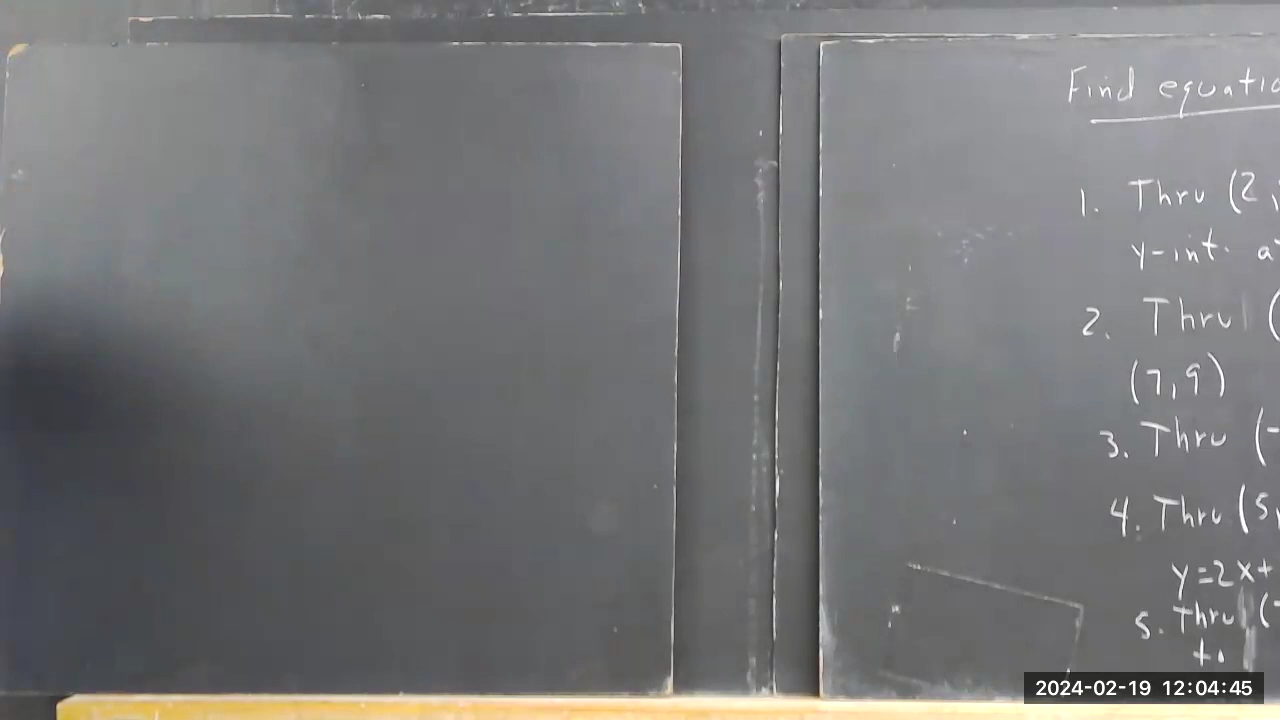 Find equatio
1. Thru (2,
y-int. a
2. Thru (
(7,9)
3. Thru (-
4. Thru (5,
y=2x+
5. Thru (-
to
2024-02-19 12:04:45